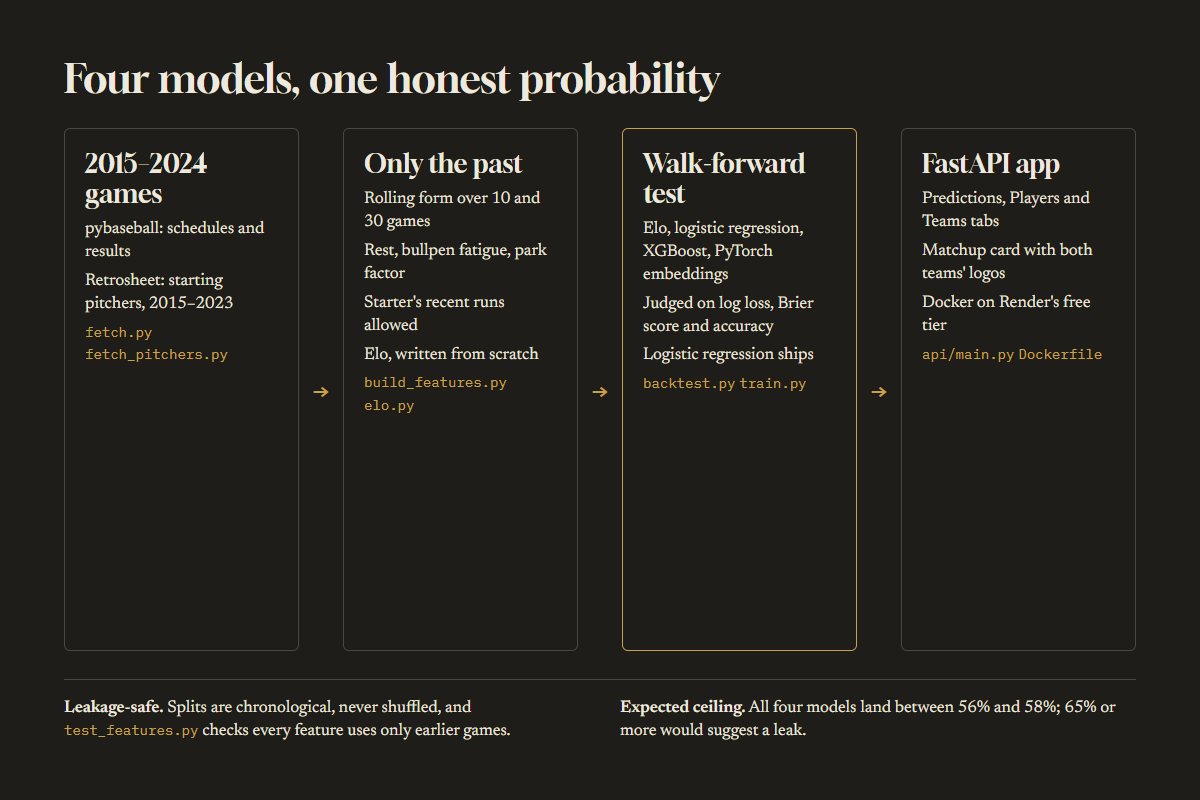 Four models, one honest probability
2015–2024
games
pybaseball: schedules and
results
Retrosheet: starting
pitchers, 2015–2023
fetch.py
fetch_pitchers.py
→
Only the past
Rolling form over 10 and
30 games
Rest, bullpen fatigue, park
factor
Starter's recent runs
allowed
Elo, written from scratch
build_features.py
elo.py
→
Walk-forward
test
Elo, logistic regression,
XGBoost, PyTorch
embeddings
Judged on log loss, Brier
score and accuracy
Logistic regression ships
backtest.py train.py
→
FastAPI app
Predictions, Players and
Teams tabs
Matchup card with both
teams' logos
Docker on Render's free
tier
api/main.py Dockerfile
Leakage-safe. Splits are chronological, never shuffled, and
test_features.py checks every feature uses only earlier games.
Expected ceiling. All four models land between 56% and 58%; 65% or
more would suggest a leak.